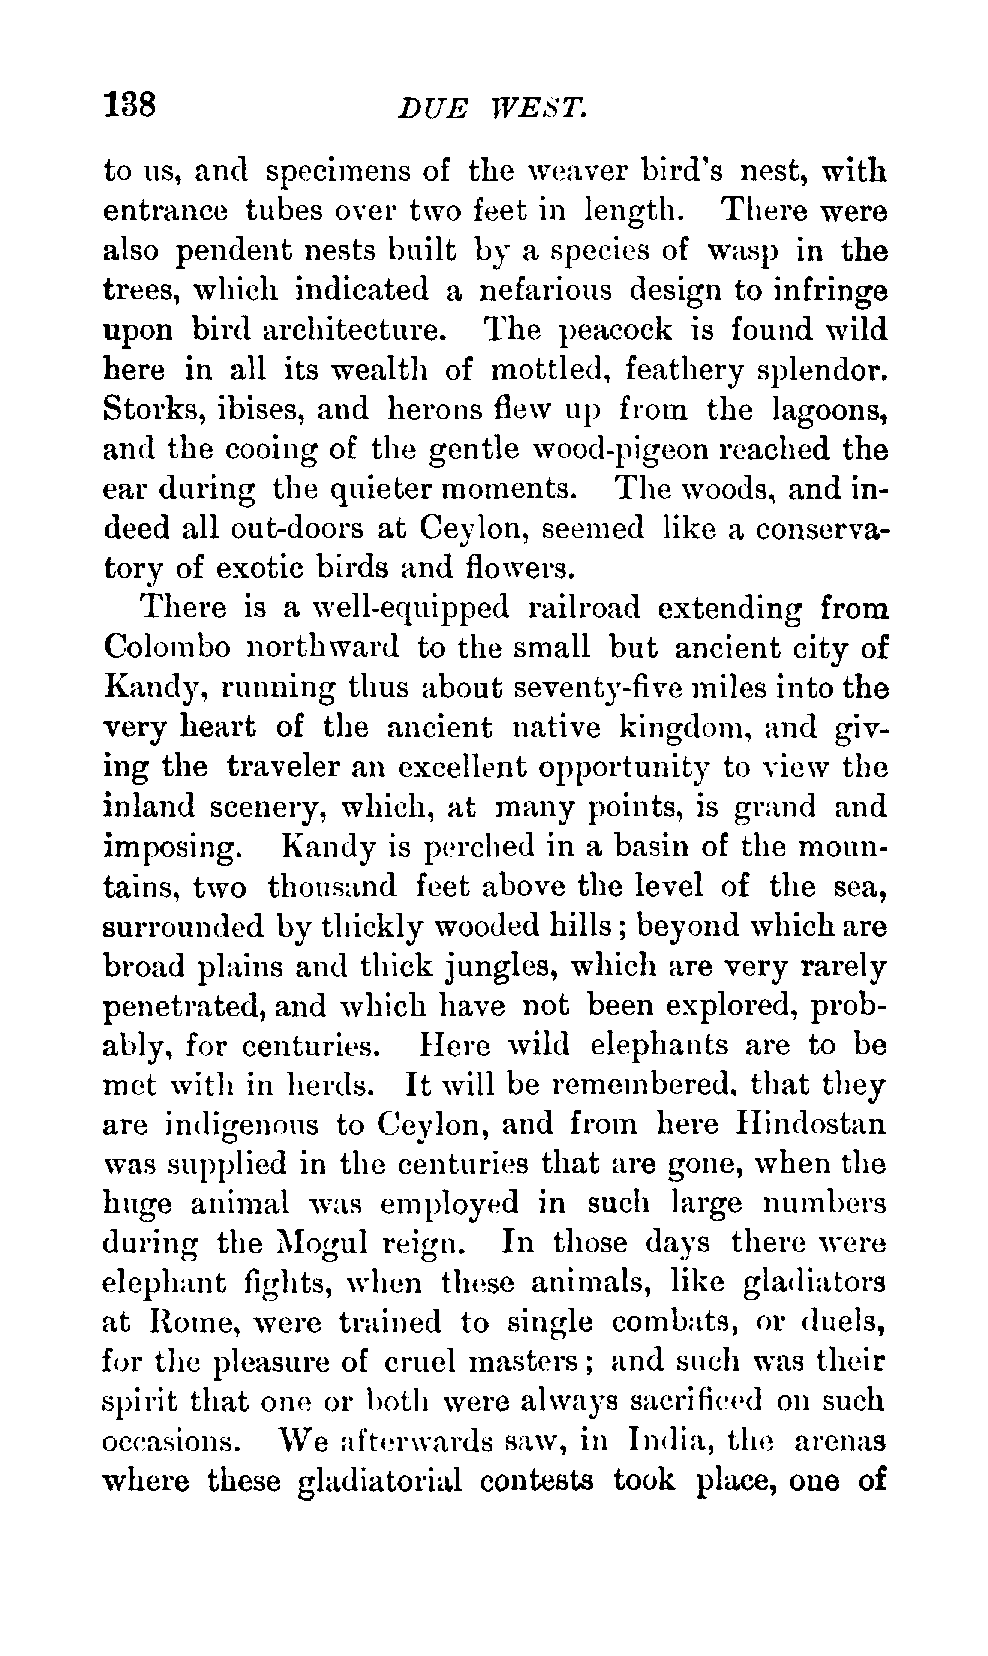 138 DUE WEST.
to us, and specimens of the weaver bird's nest, with
entrance tubes over two feet in length. There were
also pendent nests built by a species of wasp in the
trees, which indicated a nefarious design to infringe
upon bird architecture. The peacock is found wild
here in all its wealth of mottled, feathery splendor.
Storks, ibises, and herons flew up from the lagoons,
and the cooing of the gentle wood-pigeon reached the
ear during the quieter moments. The woods, and in-
deed all out-doors at Ceylon, seemed like a conserva-
tory of exotic birds and flowers.
There is a well-equipped railroad extending from
Colombo northward to the small but ancient city of
Kandy, running thus about seventy-five miles into the
very heart of the ancient native kingdom, and giv-
ing the traveler an excellent opportunity to view the
inland scenery, which, at many points, is grand and
imposing. Kandy is perched in a basin of the moun-
tains, two thousand feet above the level of the sea,
surrounded by thickly wooded hills; beyond which are
broad plains and thick jungles, which are very rarely
penetrated, and which have not been explored, prob-
ably, for centuries. Here wild elephants are to be
met with in herds. It will be remembered, that they
are indigenous to Ceylon, and from here Hindostan
was supplied in the centuries that are gone, when the
huge animal was employed in such large numbers
during the Mogul reign. In those days there were
elephant fights, when these animals, like gladiators
at Rome, were trained to single combats, or duels,
for the pleasure of cruel masters; and such was their
spirit that one or both were always sacrificed on such
occasions. We afterwards saw, in India, the arenas
where these gladiatorial contests took place, one of